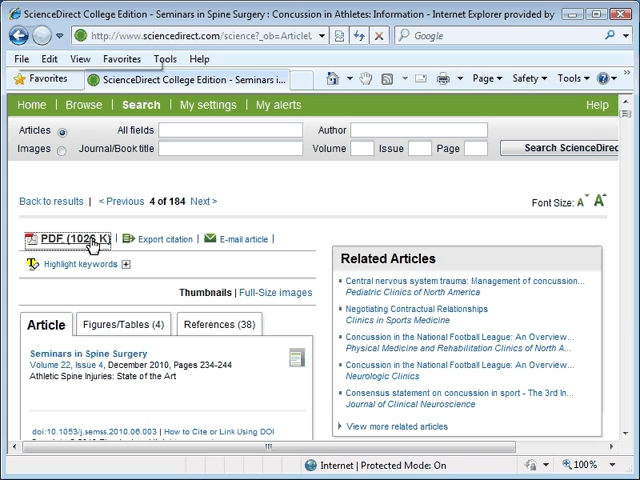 ScienceDirect College Edition - Seminars in Spine Surgery : Concussion in Athletes: Information - Internet Explorer provided by
http://www.sciencedirect.com/science?_ob=ArticleL
Google
File Edit View Favorites Tools Help
Favorites
ScienceDirect College Edition - Seminars i...
Page Safety Tools
Home | Browse | Search | My settings | My alerts
Help
Articles All fields Author
Images Journal/Book title Volume Issue Page Search ScienceDirec
Back to results | < Previous 4 of 184 Next >
Font Size: A A
PDF (1026 K) | Export citation | E-mail article |
Highlight keywords
Thumbnails | Full-Size images
Article Figures/Tables (4) References (38)
Seminars in Spine Surgery
Volume 22, Issue 4, December 2010, Pages 234-244
Athletic Spine Injuries: State of the Art
doi:10.1053/j.semss.2010.06.003 | How to Cite or Link Using DOI
Related Articles
Central nervous system trauma: Management of concussion...
Pediatric Clinics of North America
Negotiating Contractual Relationships
Clinics in Sports Medicine
Concussion in the National Football League: An Overview...
Physical Medicine and Rehabilitation Clinics of North A...
Concussion in the National Football League: An Overview...
Neurologic Clinics
Consensus statement on concussion in sport - The 3rd In...
Journal of Clinical Neuroscience
View more related articles
Internet | Protected Mode: On
100%